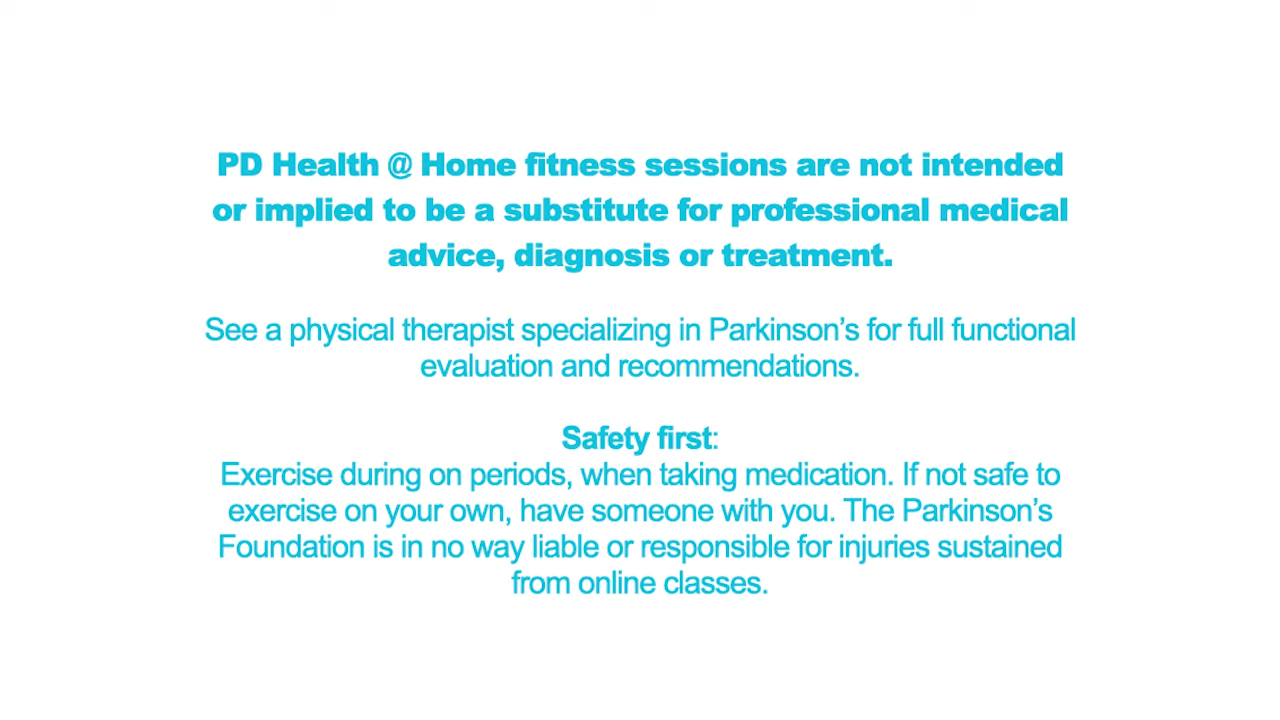 PD Health @ Home fitness sessions are not intended
or implied to be a substitute for professional medical
advice, diagnosis or treatment.
See a physical therapist specializing in Parkinson’s for full functional
evaluation and recommendations.
Safety first:
Exercise during on periods, when taking medication. If not safe to
exercise on your own, have someone with you. The Parkinson’s
Foundation is in no way liable or responsible for injuries sustained
from online classes.